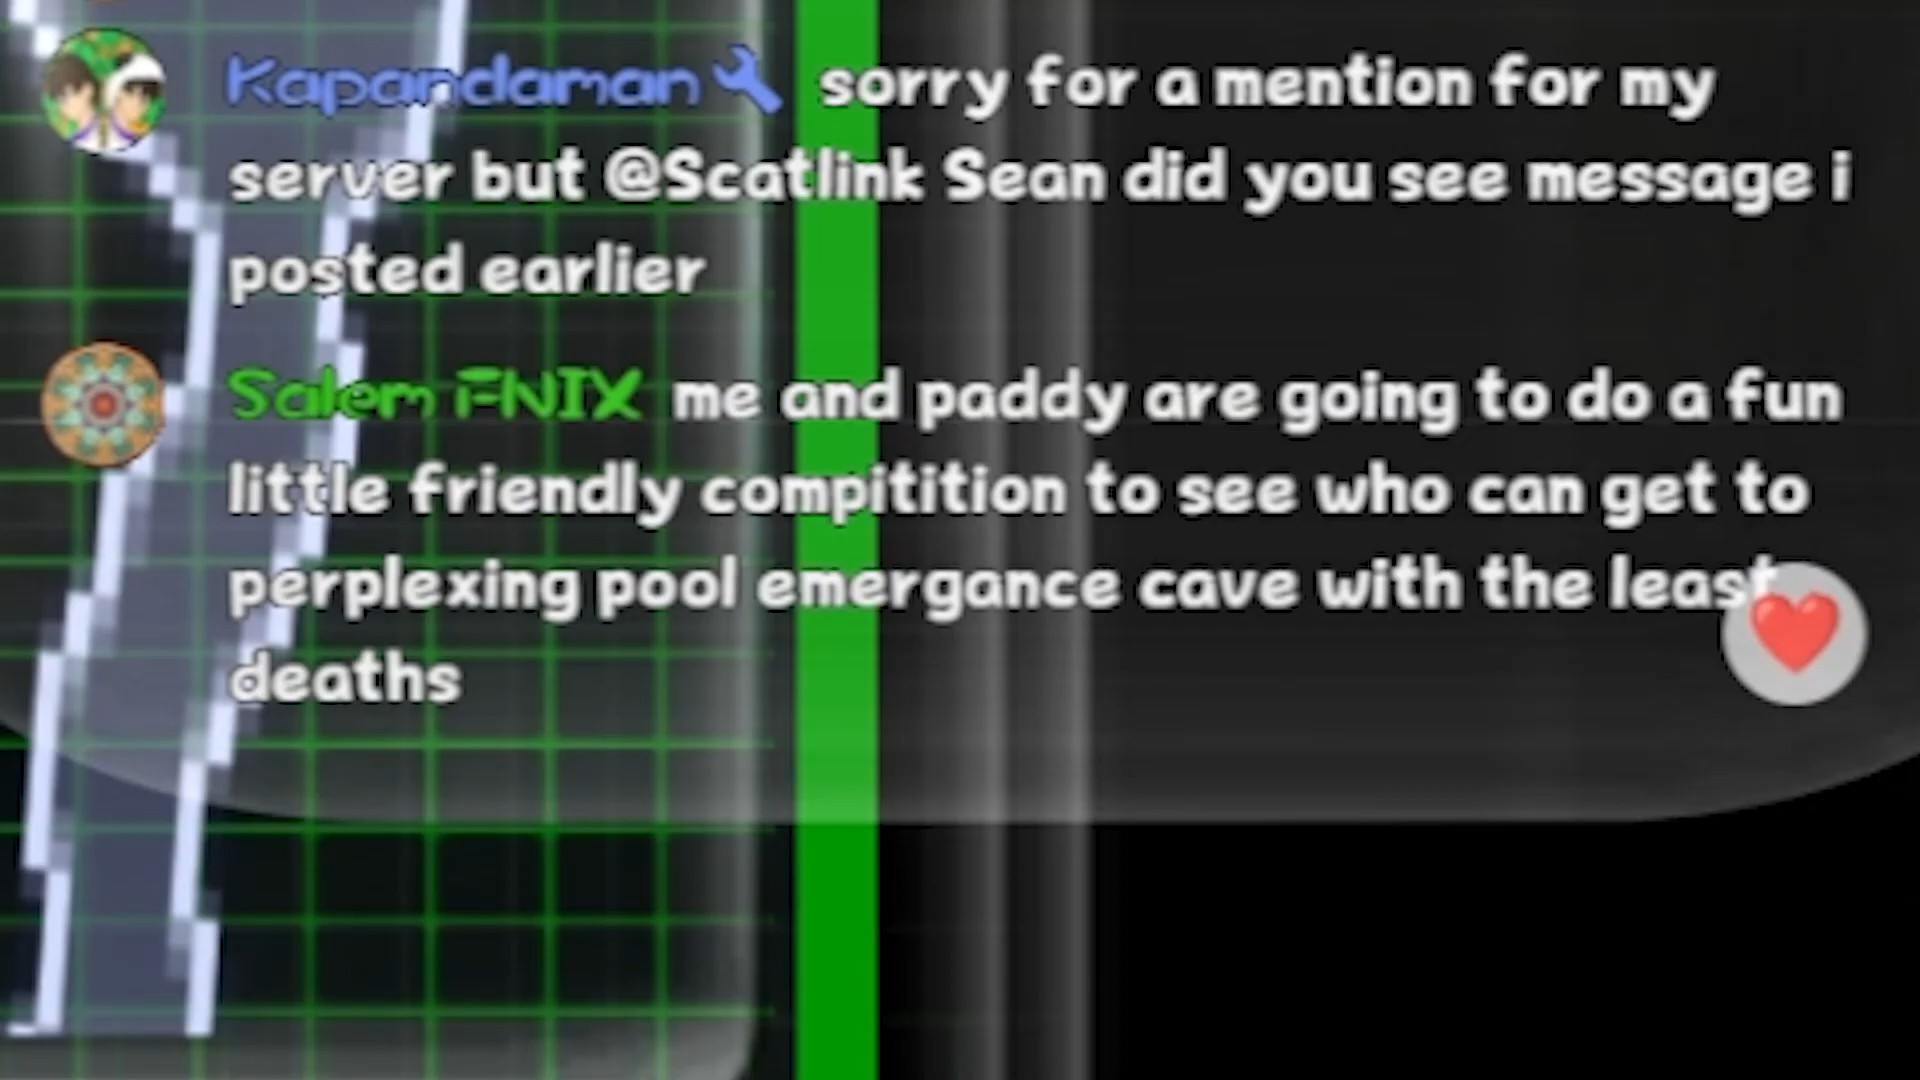 Kapandaman sorry for a mention for my
server but @Scatlink Sean did you see message i
posted earlier
Salem FNIX me and paddy are going to do a fun
little friendly compitition to see who can get to
perplexing pool emergance cave with the least
deaths